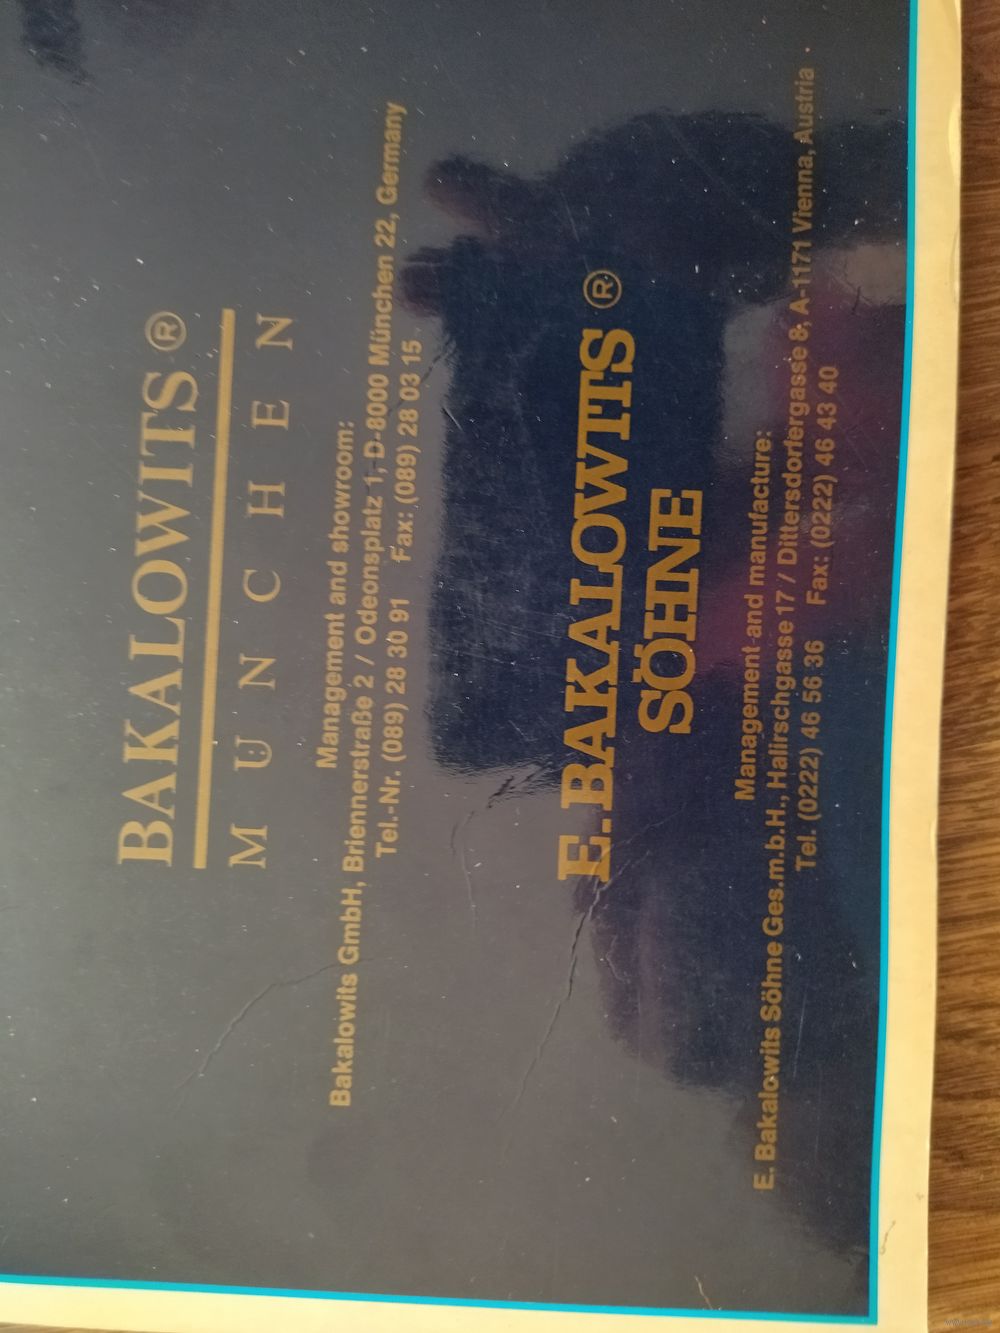 BAKALOWITS ®
MÜNCHEN
Management and showroom:
Bakalowits GmbH, Briennerstraße 2 / Odeonsplatz 1, D-8000 München 22, Germany
Tel.-Nr. (089) 28 30 91 Fax: (089) 28 03 15
E. BAKALOWITS ®
SÖHNE
Management and manufacture:
E. Bakalowits Söhne Ges.m.b.H., Halirschgasse 17 / Dittersdorfergasse 8, A-1171 Vienna, Austria
Tel. (0222) 46 56 36 Fax: (0222) 46 43 40